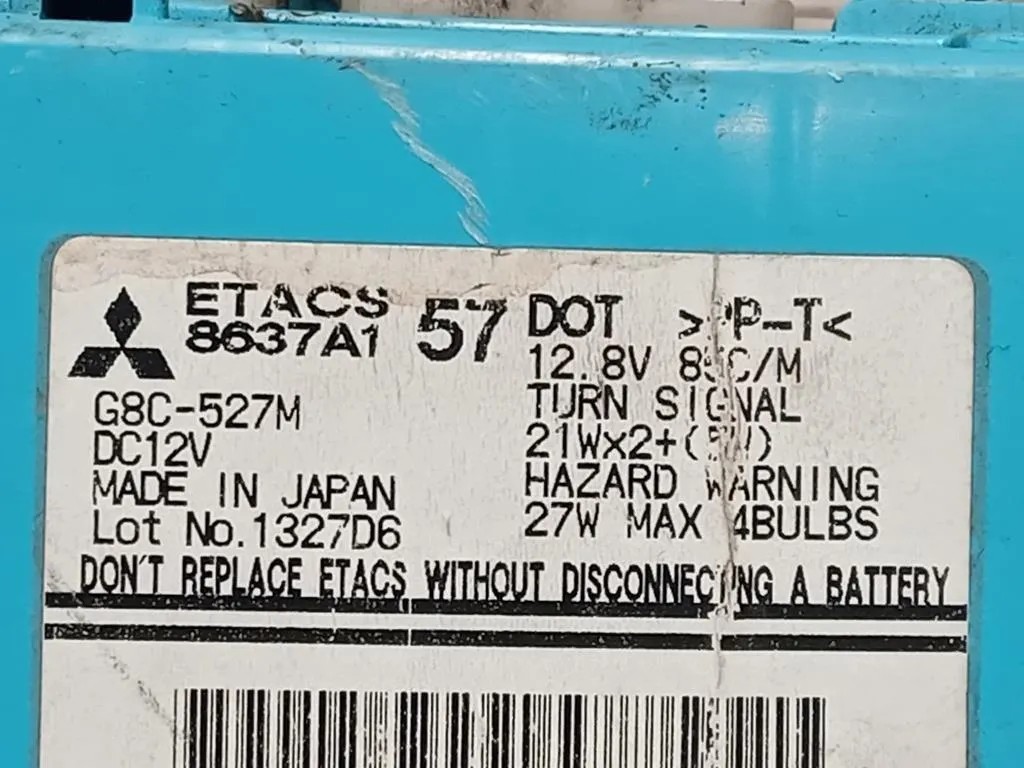 ETACS
8637A1 57
G8C-527M
DC12V
MADE IN JAPAN
Lot No.1327D6
DOT >PP-T<
12.8V 85C/M
TURN SIGNAL
21Wx2+(5W)
HAZARD WARNING
27W MAX 4BULBS
DON'T REPLACE ETACS WITHOUT DISCONNECTING A BATTERY